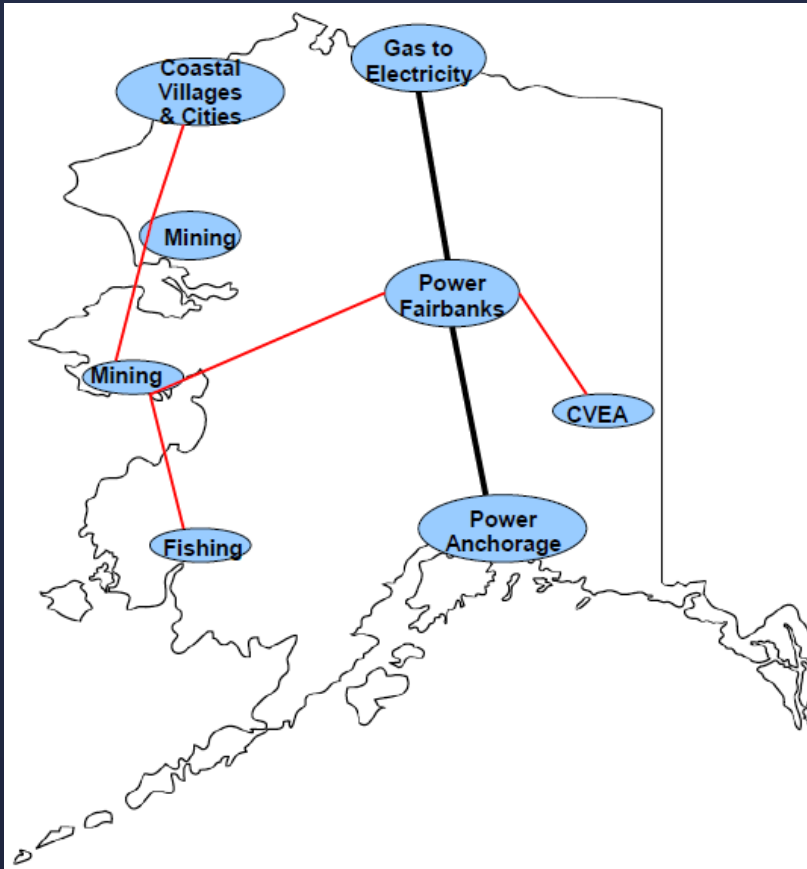 Gas to
Electricity
Coastal
Villages
& Cities
Mining
Power
Fairbanks
Mining
CVEA
Power
Anchorage
Fishing